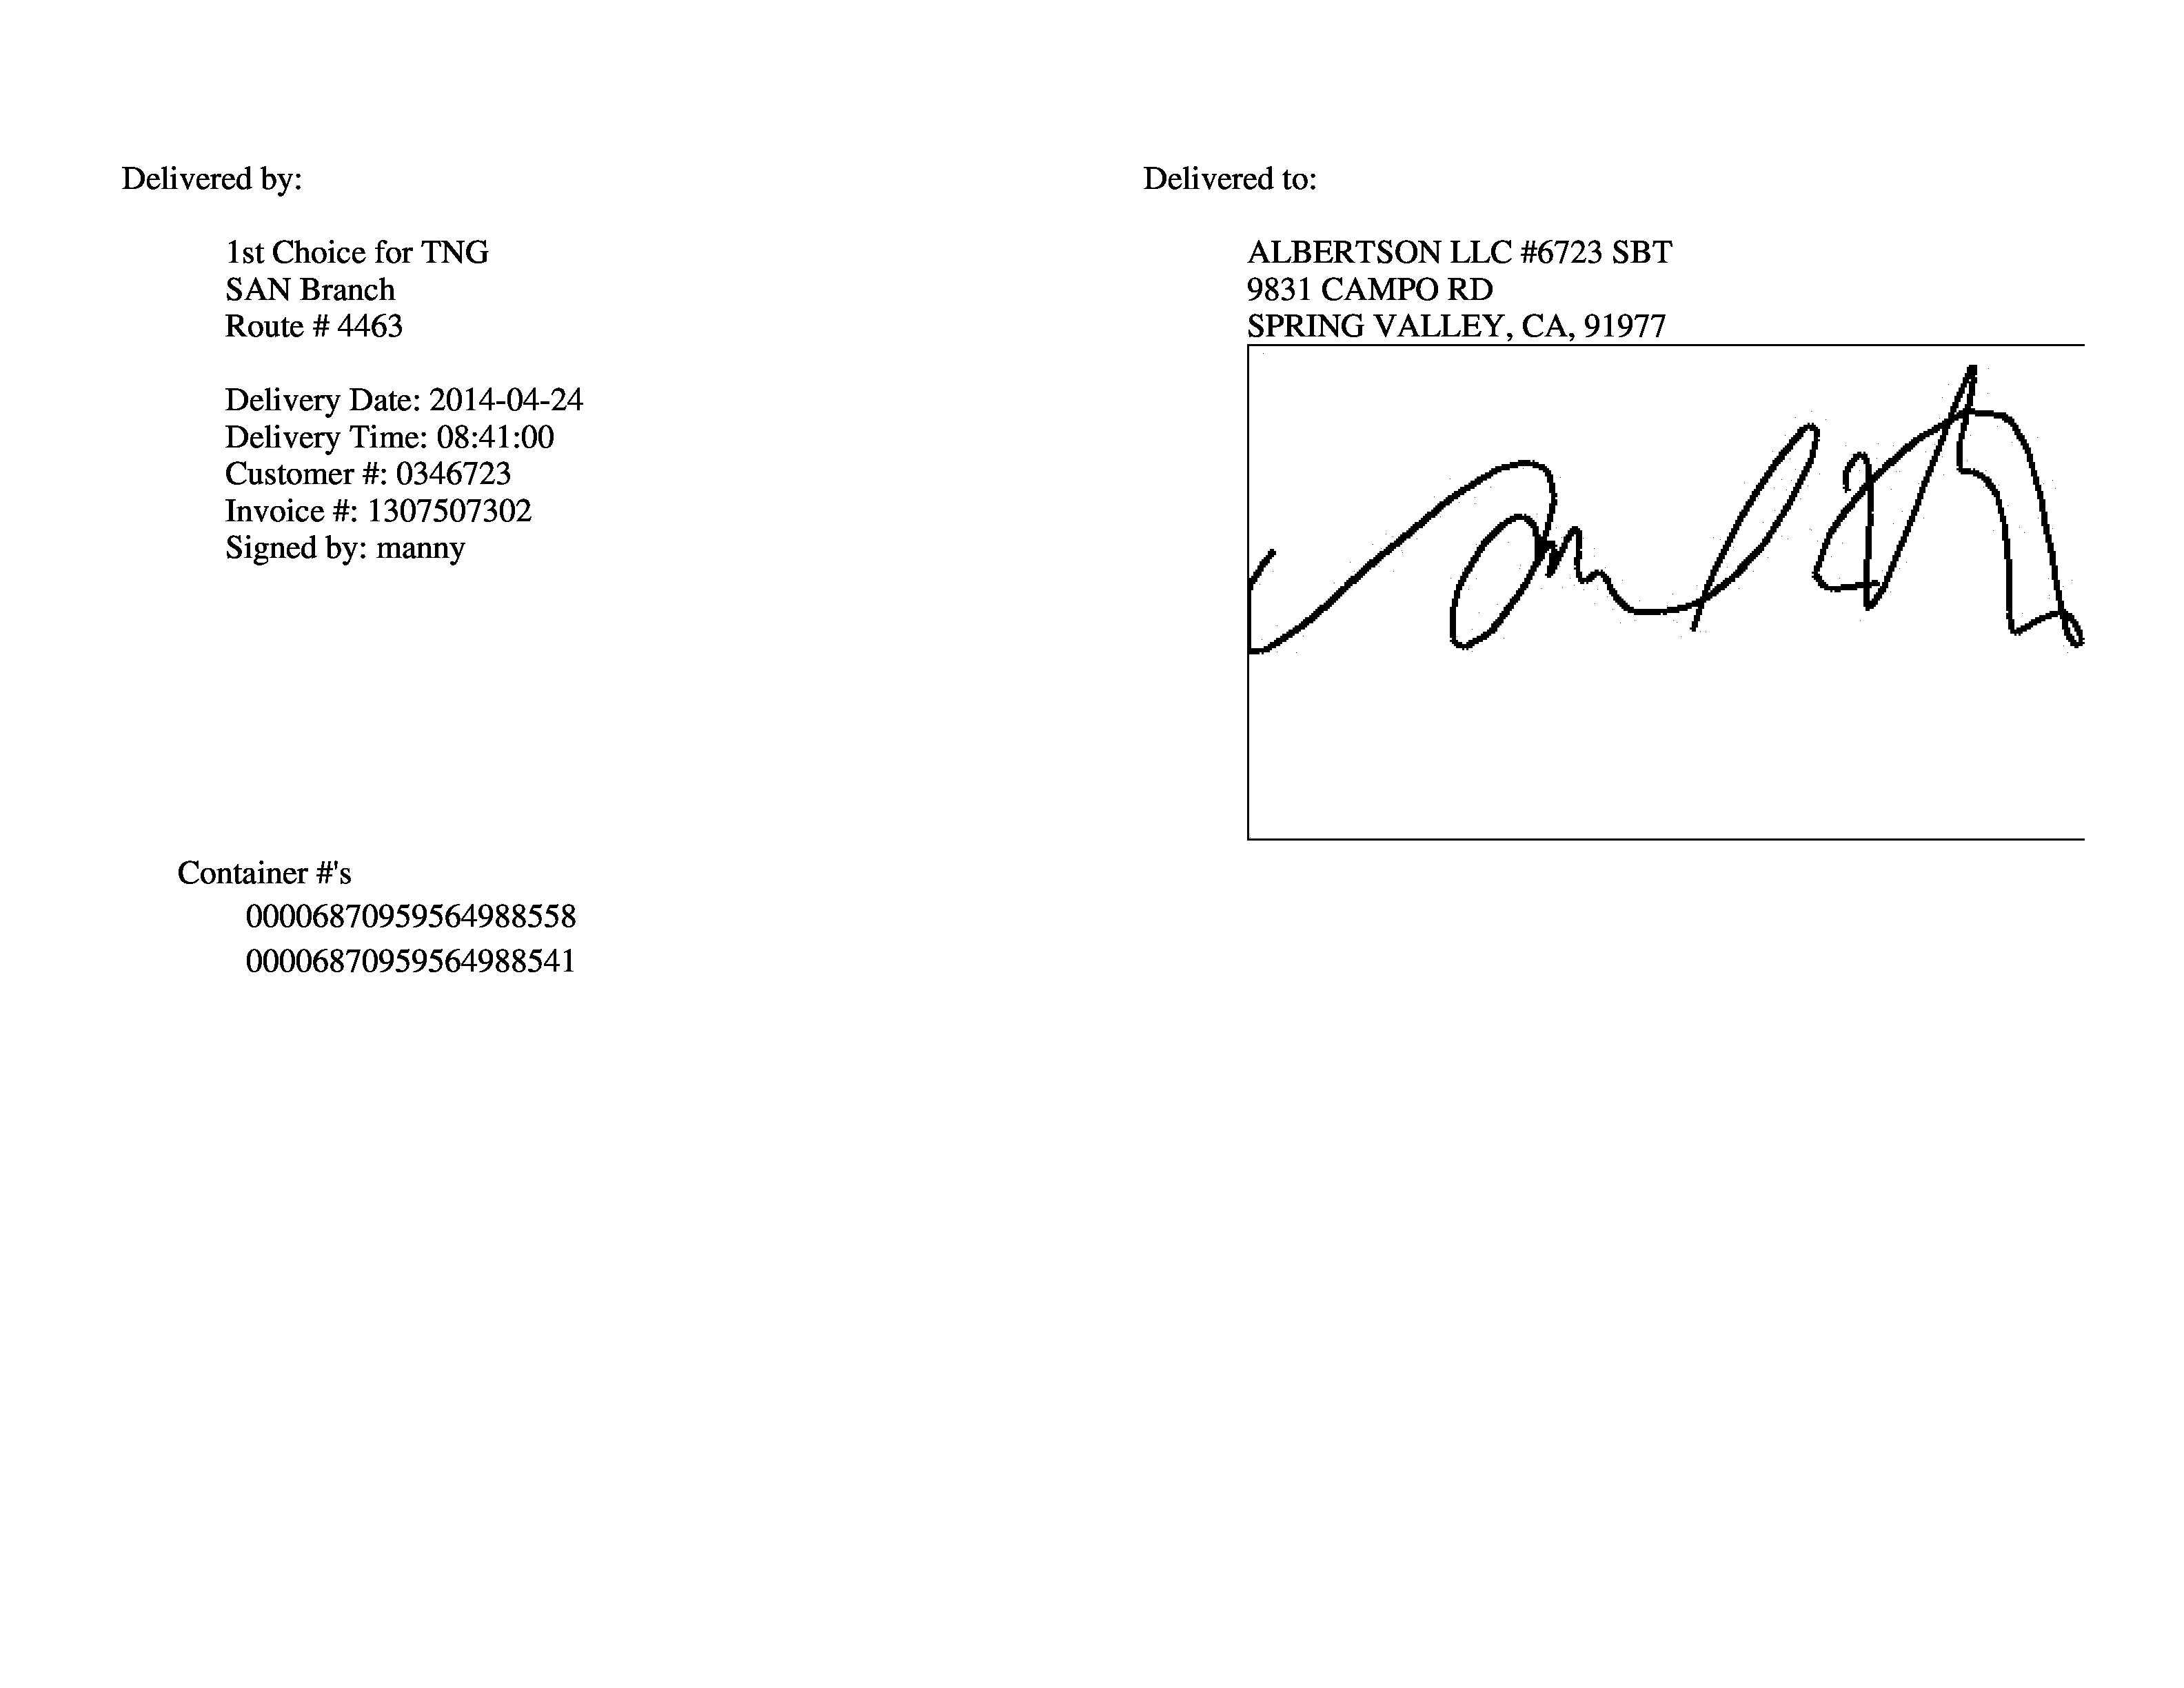 Delivered by:
1st Choice for TNG
SAN Branch
Route # 4463
Delivery Date: 2014-04-24
Delivery Time: 08:41:00
Customer #: 0346723
Invoice #: 1307507302
Signed by: manny
Delivered to:
ALBERTSON LLC #6723 SBT
9831 CAMPO RD
SPRING VALLEY, CA, 91977
Container #'s
00006870959564988558
00006870959564988541